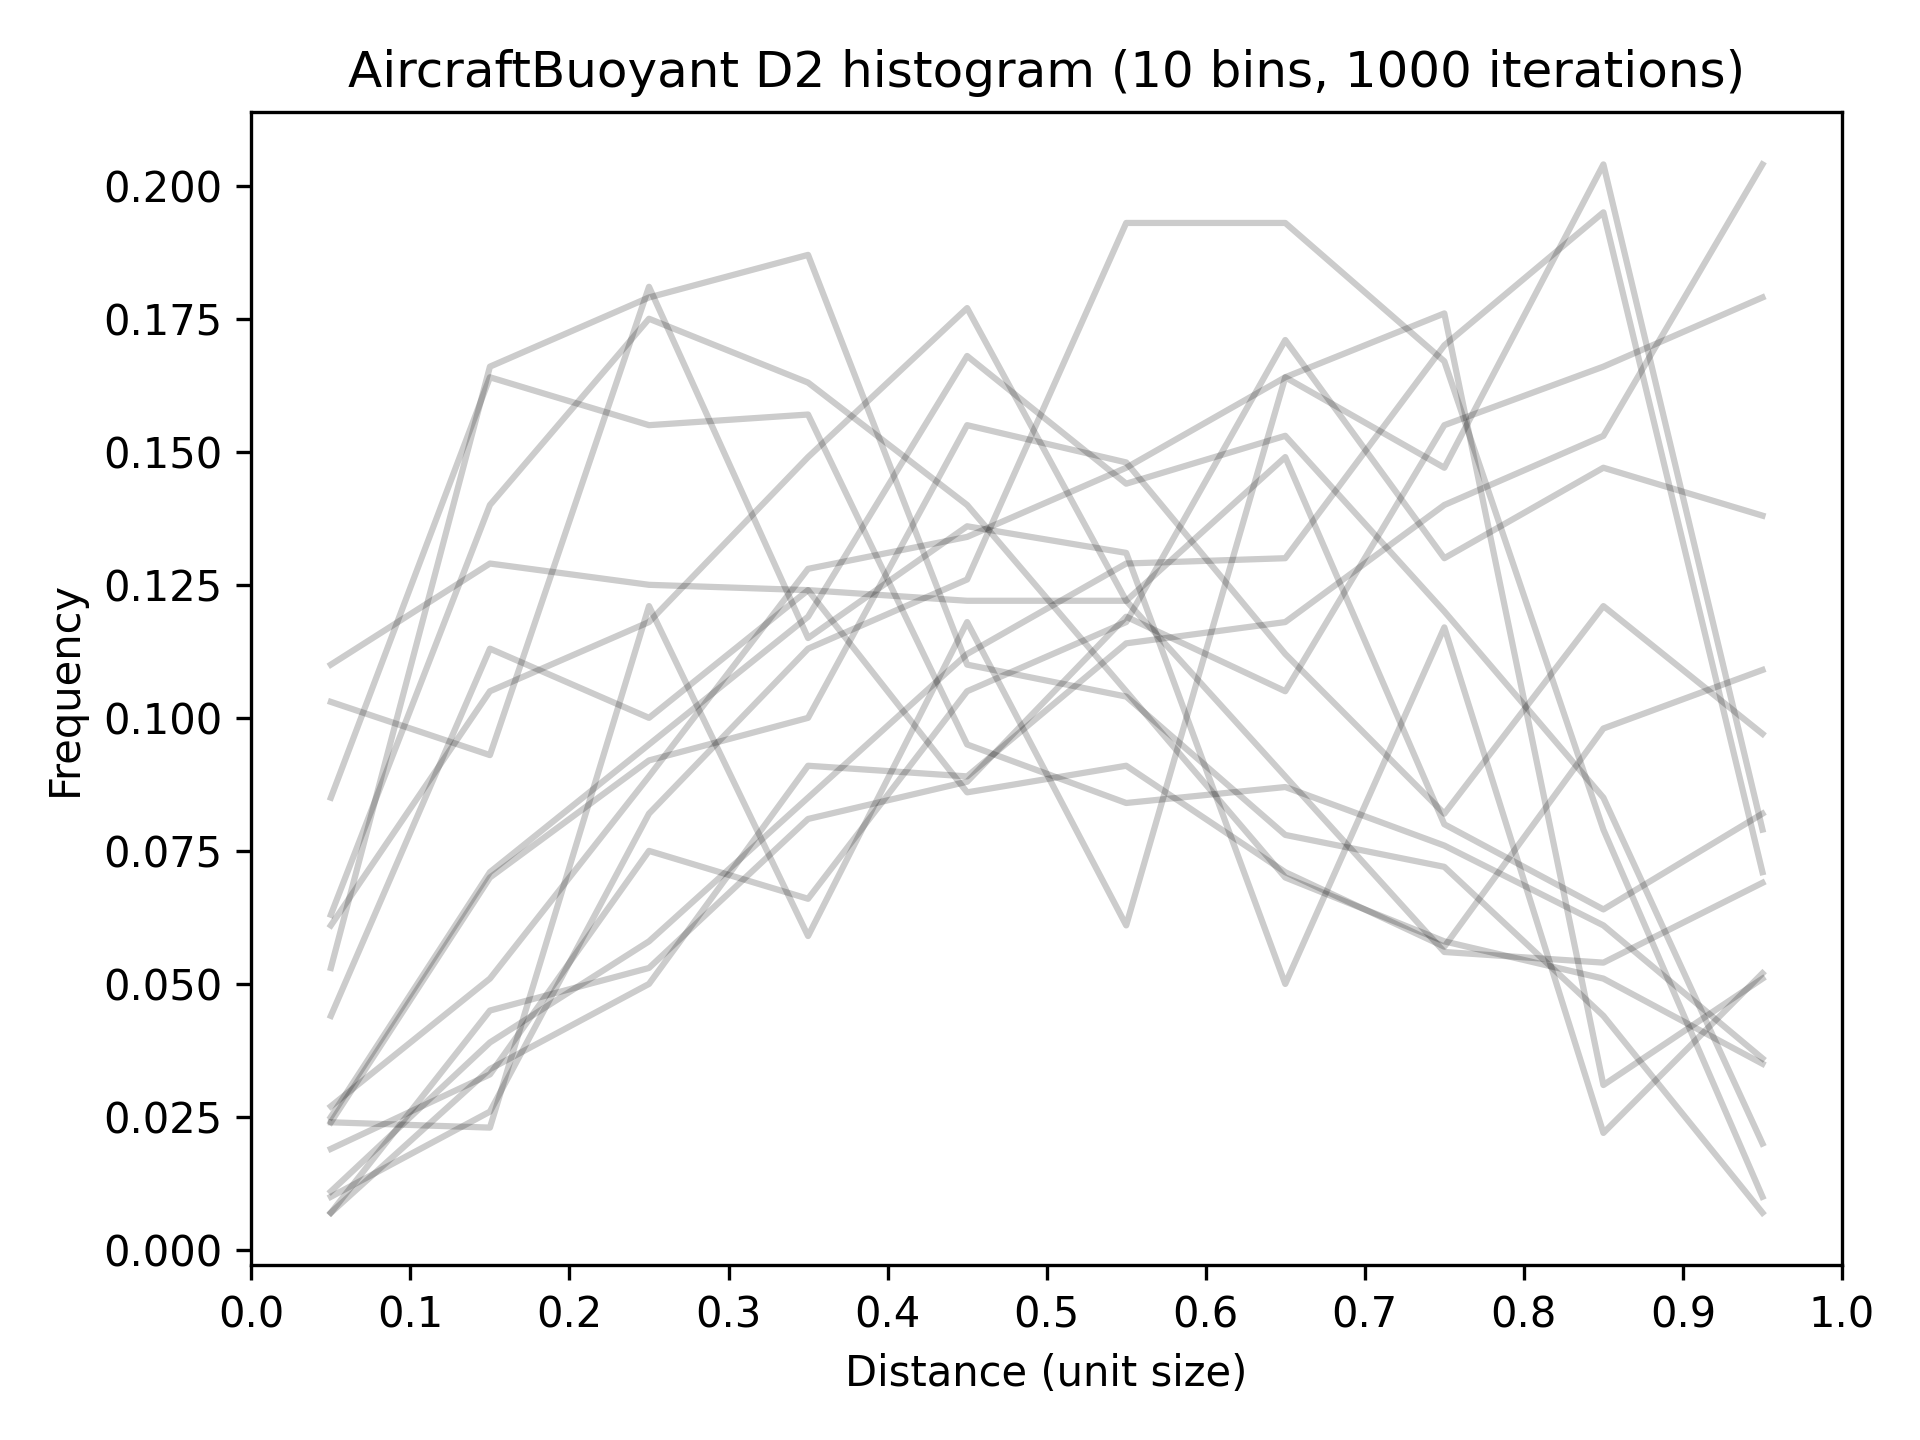 AircraftBuoyant D2 histogram (10 bins, 1000 iterations)
0.200
0.175
0.150
0.125
0.100
0.075
0.050
0.025
0.000
Frequency
0.0 0.1 0.2 0.3 0.4 0.5 0.6 0.7 0.8 0.9 1.0
Distance (unit size)